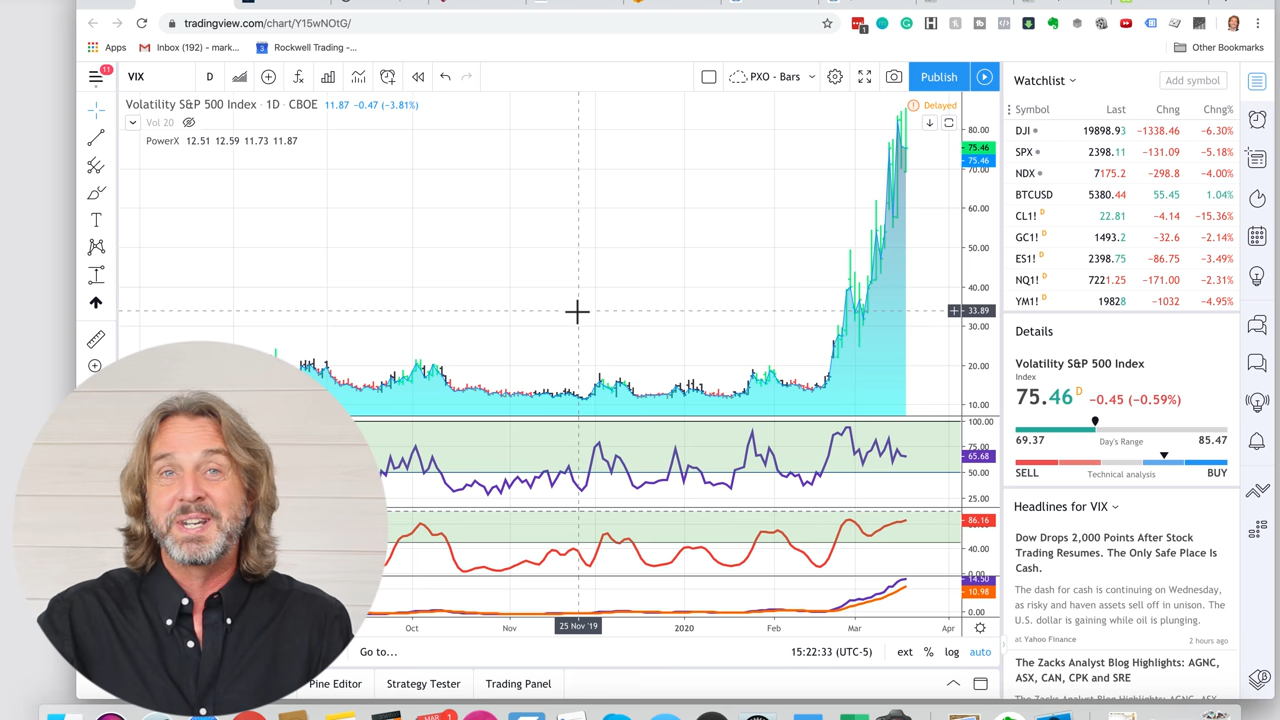 tradingview.com/chart/Y15wNOtG/
Apps
Inbox (192) - mark...
Rockwell Trading -...
Other Bookmarks
11
VIX
D
PXO - Bars
Publish
Watchlist
Add symbol
Volatility S&P 500 Index · 1D · CBOE 11.87 −0.47 (−3.81%)
Delayed
Vol 20
PowerX 12.51 12.59 11.73 11.87
80.00
75.46
75.46
70.00
60.00
50.00
40.00
33.89
30.00
20.00
10.00
100.00
75.00
65.68
50.00
25.00
86.16
40.00
0.00
14.50
10.98
0.00
Oct
Nov
25 Nov '19
2020
Feb
Mar
Apr
Go to...
15:22:33 (UTC-5)
ext
%
log
auto
Pine Editor
Strategy Tester
Trading Panel
Symbol Last Chng Chng%
DJI 19898.93 −1338.46 −6.30%
SPX 2398.11 −131.09 −5.18%
NDX 7175.2 −298.8 −4.00%
BTCUSD 5380.44 55.45 1.04%
CL1! D 22.81 −4.14 −15.36%
GC1! D 1493.2 −32.6 −2.14%
ES1! D 2398.75 −86.75 −3.49%
NQ1! D 7221.25 −171.00 −2.31%
YM1! D 19828 −1032 −4.95%
Details
Volatility S&P 500 Index
Index
75.46 D −0.45 (−0.59%)
69.37 Day's Range 85.47
SELL Technical analysis BUY
Headlines for VIX
Dow Drops 2,000 Points After Stock
Trading Resumes. The Only Safe Place Is
Cash.
The dash for cash is continuing on Wednesday,
as risky and haven assets sell off in unison. The
U.S. dollar is gaining while oil is plunging.
at Yahoo Finance 2 hours ago
The Zacks Analyst Blog Highlights: AGNC,
ASX, CAN, CPK and SRE